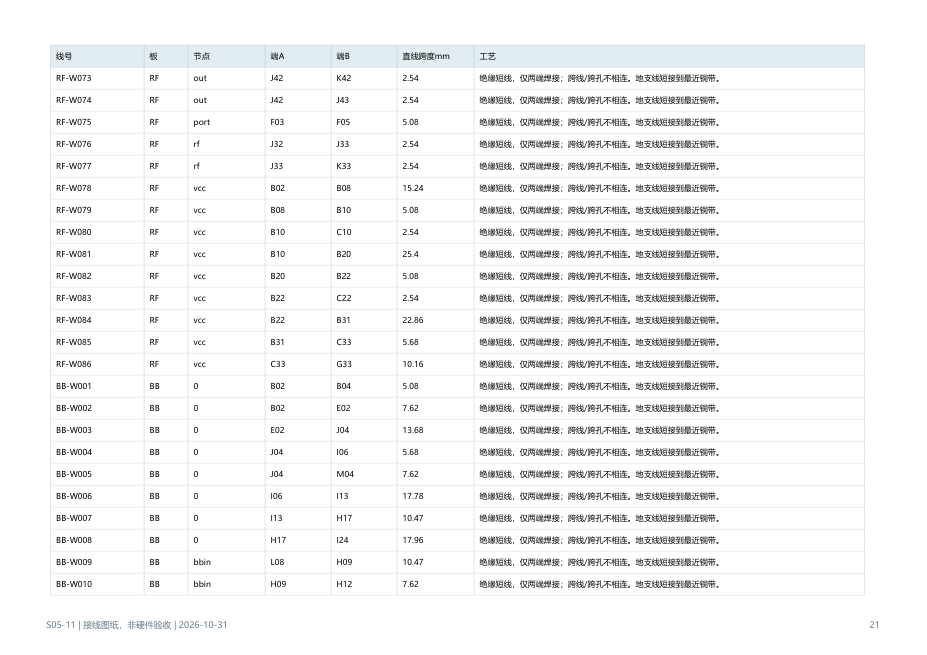 线号 板 节点 端A 端B 直线跨度mm 工艺
RF-W073 RF out J42 K42 2.54 绝缘短线，仅两端焊接；跨线/跨孔不相连。地支线短接到最近铜带。
RF-W074 RF out J42 J43 2.54 绝缘短线，仅两端焊接；跨线/跨孔不相连。地支线短接到最近铜带。
RF-W075 RF port F03 F05 5.08 绝缘短线，仅两端焊接；跨线/跨孔不相连。地支线短接到最近铜带。
RF-W076 RF rf J32 J33 2.54 绝缘短线，仅两端焊接；跨线/跨孔不相连。地支线短接到最近铜带。
RF-W077 RF rf J33 K33 2.54 绝缘短线，仅两端焊接；跨线/跨孔不相连。地支线短接到最近铜带。
RF-W078 RF vcc B02 B08 15.24 绝缘短线，仅两端焊接；跨线/跨孔不相连。地支线短接到最近铜带。
RF-W079 RF vcc B08 B10 5.08 绝缘短线，仅两端焊接；跨线/跨孔不相连。地支线短接到最近铜带。
RF-W080 RF vcc B10 C10 2.54 绝缘短线，仅两端焊接；跨线/跨孔不相连。地支线短接到最近铜带。
RF-W081 RF vcc B10 B20 25.4 绝缘短线，仅两端焊接；跨线/跨孔不相连。地支线短接到最近铜带。
RF-W082 RF vcc B20 B22 5.08 绝缘短线，仅两端焊接；跨线/跨孔不相连。地支线短接到最近铜带。
RF-W083 RF vcc B22 C22 2.54 绝缘短线，仅两端焊接；跨线/跨孔不相连。地支线短接到最近铜带。
RF-W084 RF vcc B22 B31 22.86 绝缘短线，仅两端焊接；跨线/跨孔不相连。地支线短接到最近铜带。
RF-W085 RF vcc B31 C33 5.68 绝缘短线，仅两端焊接；跨线/跨孔不相连。地支线短接到最近铜带。
RF-W086 RF vcc C33 G33 10.16 绝缘短线，仅两端焊接；跨线/跨孔不相连。地支线短接到最近铜带。
BB-W001 BB 0 B02 B04 5.08 绝缘短线，仅两端焊接；跨线/跨孔不相连。地支线短接到最近铜带。
BB-W002 BB 0 B02 E02 7.62 绝缘短线，仅两端焊接；跨线/跨孔不相连。地支线短接到最近铜带。
BB-W003 BB 0 E02 J04 13.68 绝缘短线，仅两端焊接；跨线/跨孔不相连。地支线短接到最近铜带。
BB-W004 BB 0 J04 I06 5.68 绝缘短线，仅两端焊接；跨线/跨孔不相连。地支线短接到最近铜带。
BB-W005 BB 0 J04 M04 7.62 绝缘短线，仅两端焊接；跨线/跨孔不相连。地支线短接到最近铜带。
BB-W006 BB 0 I06 I13 17.78 绝缘短线，仅两端焊接；跨线/跨孔不相连。地支线短接到最近铜带。
BB-W007 BB 0 I13 H17 10.47 绝缘短线，仅两端焊接；跨线/跨孔不相连。地支线短接到最近铜带。
BB-W008 BB 0 H17 I24 17.96 绝缘短线，仅两端焊接；跨线/跨孔不相连。地支线短接到最近铜带。
BB-W009 BB bbin L08 H09 10.47 绝缘短线，仅两端焊接；跨线/跨孔不相连。地支线短接到最近铜带。
BB-W010 BB bbin H09 H12 7.62 绝缘短线，仅两端焊接；跨线/跨孔不相连。地支线短接到最近铜带。
S05-11 | 接线图纸，非硬件验收 | 2026-10-31 21